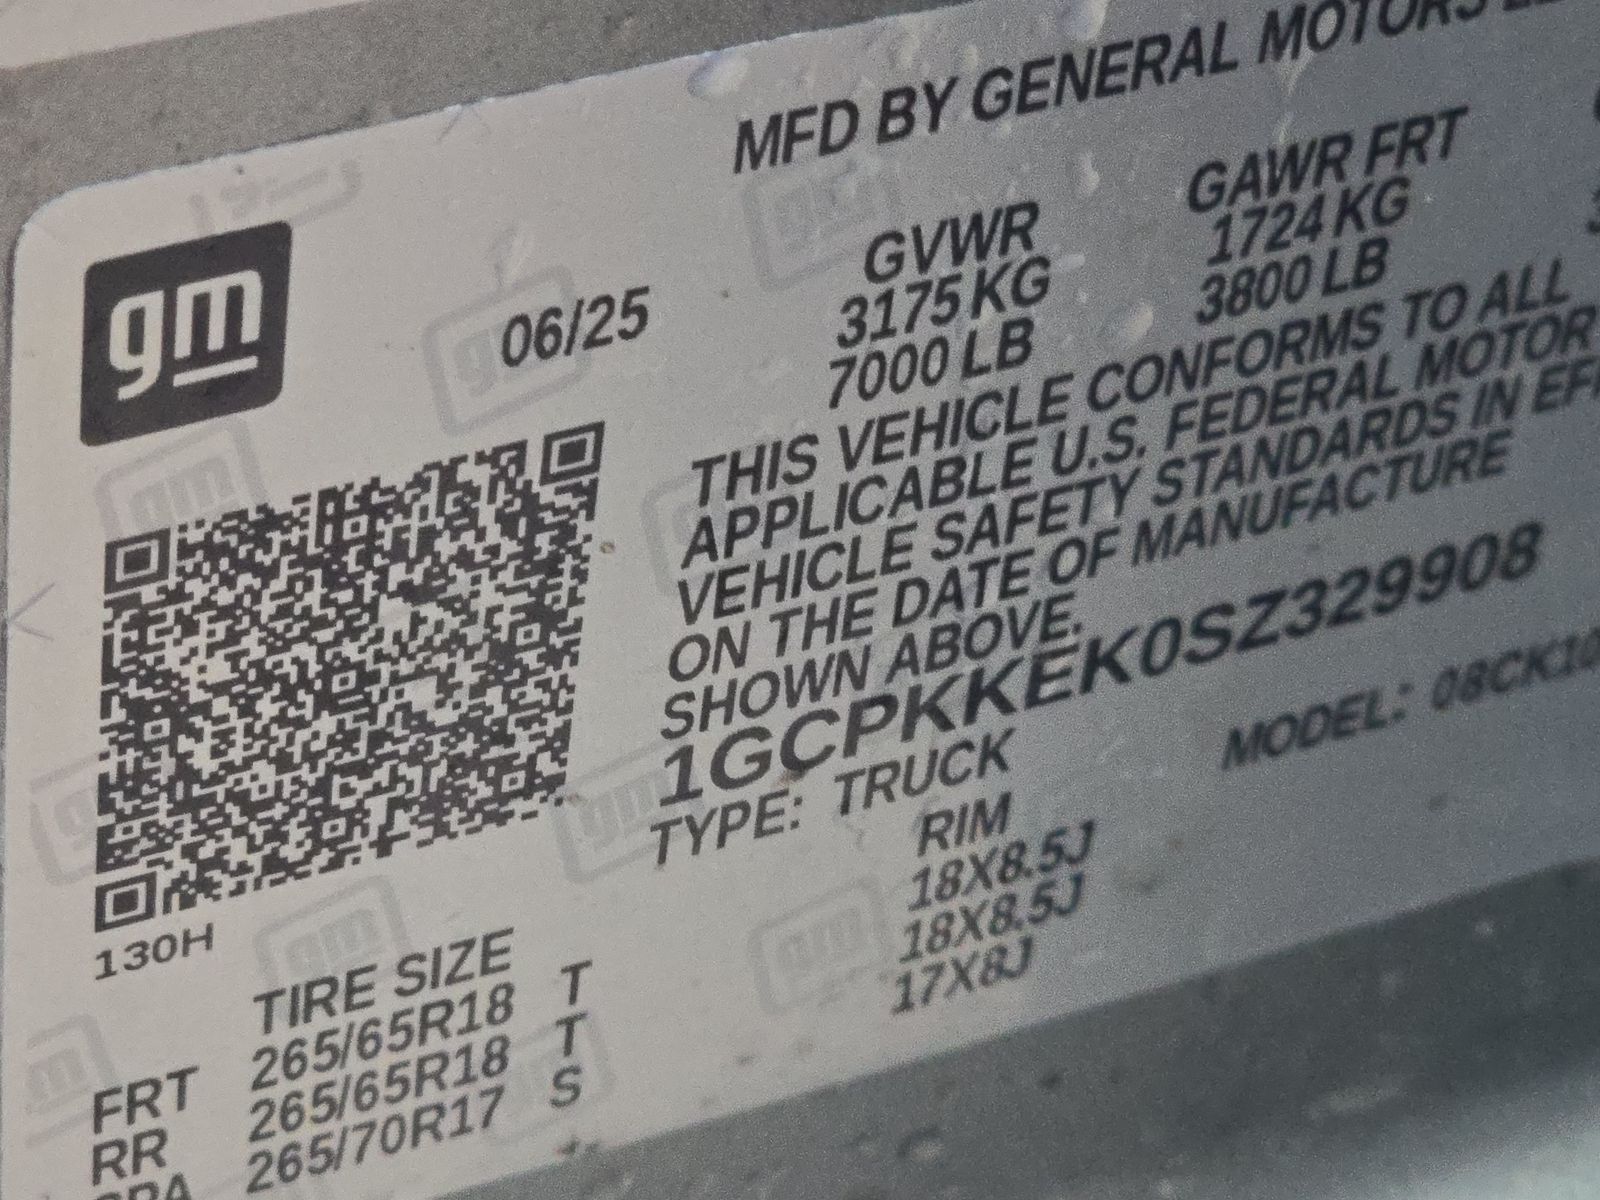 MFD BY GENERAL MOTORS
gm
06/25
GVWR
3175 KG
7000 LB
GAWR FRT
1724 KG
3800 LB
THIS VEHICLE CONFORMS TO ALL
APPLICABLE U.S. FEDERAL MOTOR
VEHICLE SAFETY STANDARDS IN
ON THE DATE OF MANUFACTURE
SHOWN ABOVE.
1GCPKKEK0SZ329908
TYPE: TRUCK
MODEL: 08CK10
130H
TIRE SIZE
RIM
FRT 265/65R18 T 18X8.5J
RR 265/65R18 T 18X8.5J
SPA 265/70R17 S 17X8J